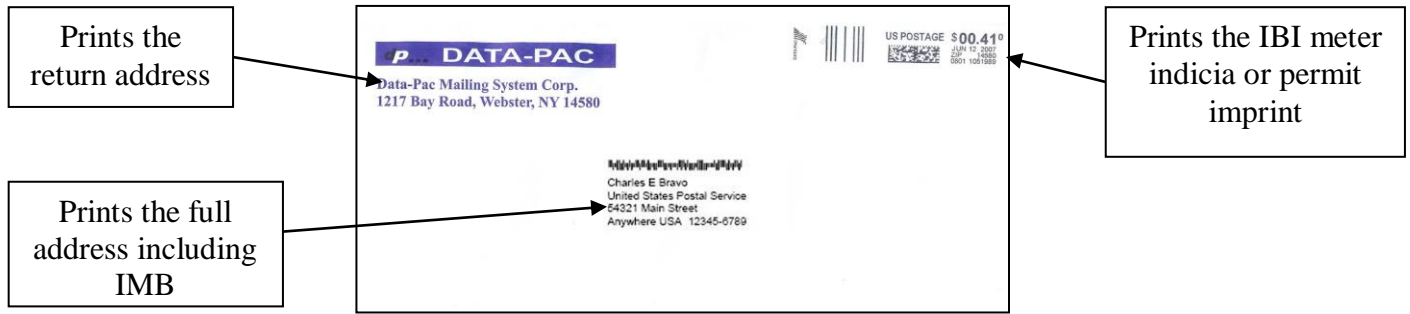 Prints the
return address
dp... DATA-PAC
Data-Pac Mailing System Corp.
1217 Bay Road, Webster, NY 14580
US POSTAGE $00.41⁰
JUN 12 2007
ZIP 14580
0801 1051989
Prints the IBI meter
indicia or permit
imprint
Charles E Bravo
United States Postal Service
54321 Main Street
Anywhere USA 12345-6789
Prints the full
address including
IMB